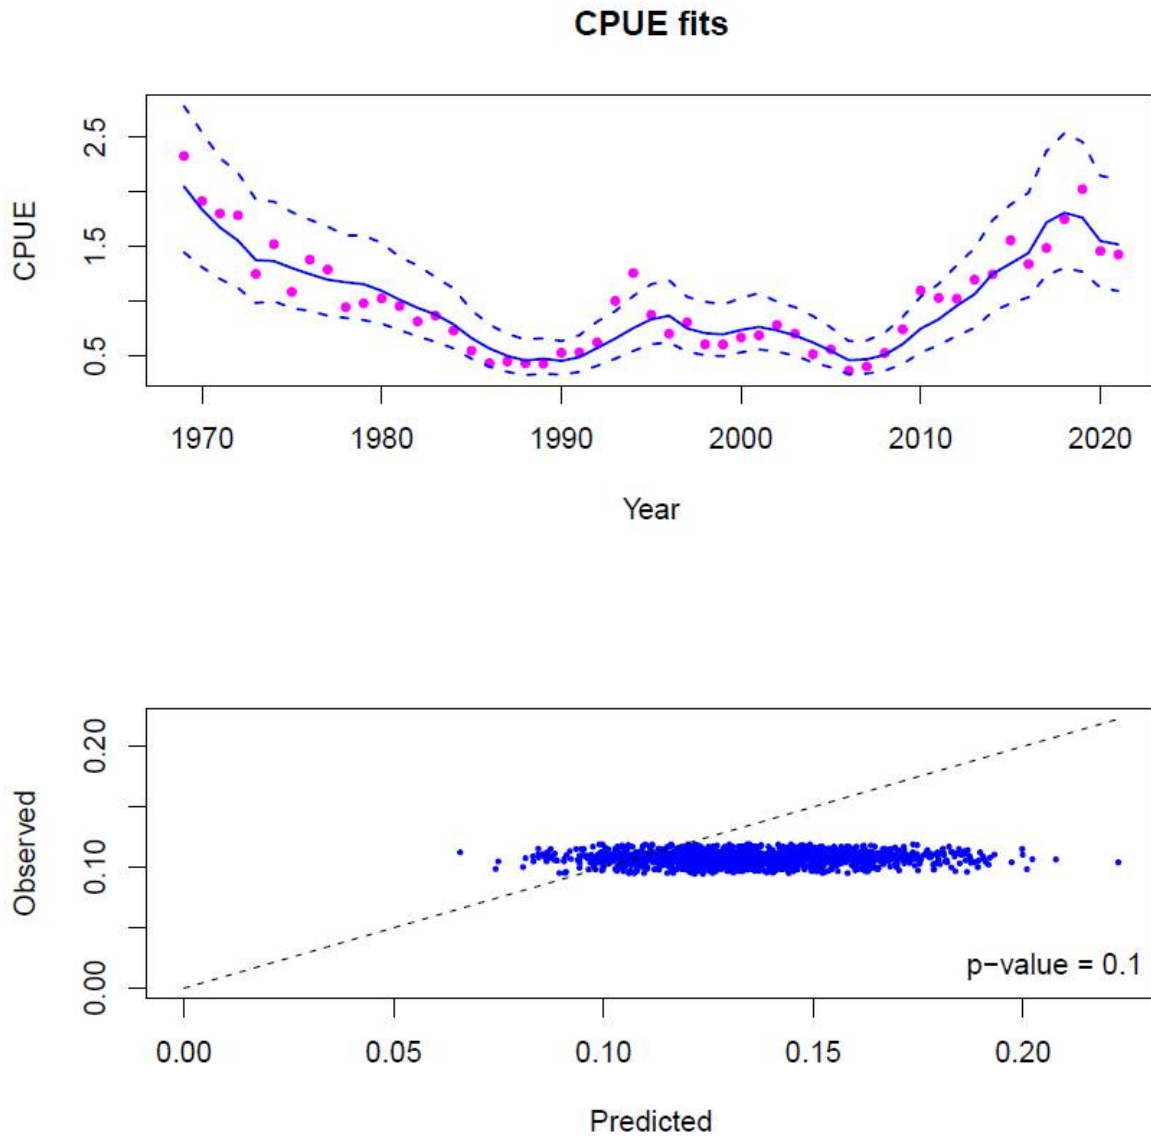 CPUE fits
CPUE
2.5
1.5
0.5
1970 1980 1990 2000 2010 2020
Year
Observed
0.20
0.10
0.00
p−value = 0.1
0.00 0.05 0.10 0.15 0.20
Predicted